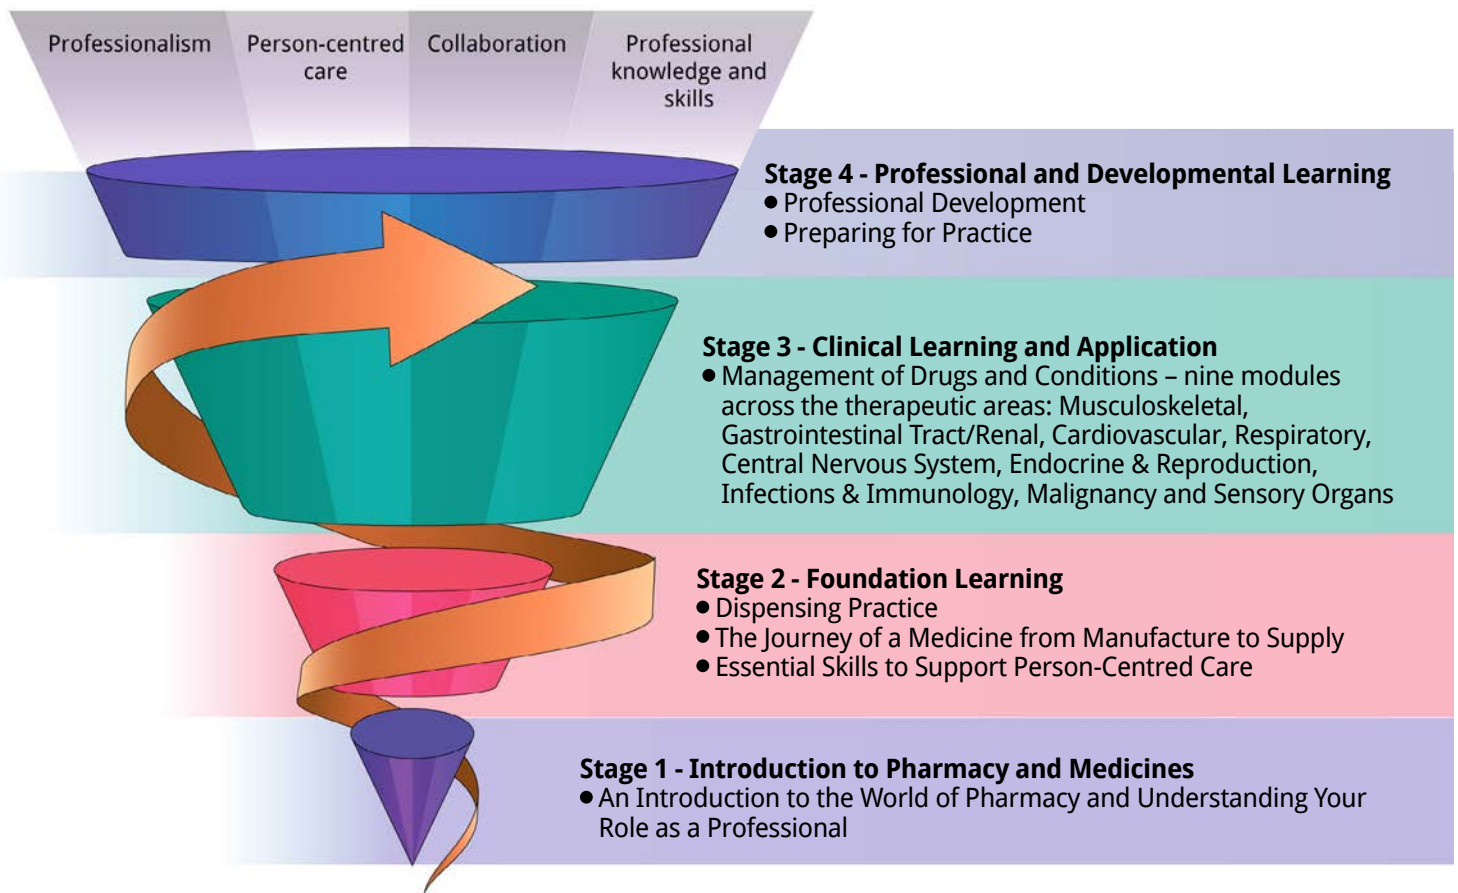 Professionalism
Person-centred
care
Collaboration
Professional
knowledge and
skills
Stage 4 - Professional and Developmental Learning
● Professional Development
● Preparing for Practice
Stage 3 - Clinical Learning and Application
● Management of Drugs and Conditions – nine modules
across the therapeutic areas: Musculoskeletal,
Gastrointestinal Tract/Renal, Cardiovascular, Respiratory,
Central Nervous System, Endocrine & Reproduction,
Infections & Immunology, Malignancy and Sensory Organs
Stage 2 - Foundation Learning
● Dispensing Practice
● The Journey of a Medicine from Manufacture to Supply
● Essential Skills to Support Person-Centred Care
Stage 1 - Introduction to Pharmacy and Medicines
● An Introduction to the World of Pharmacy and Understanding Your
Role as a Professional